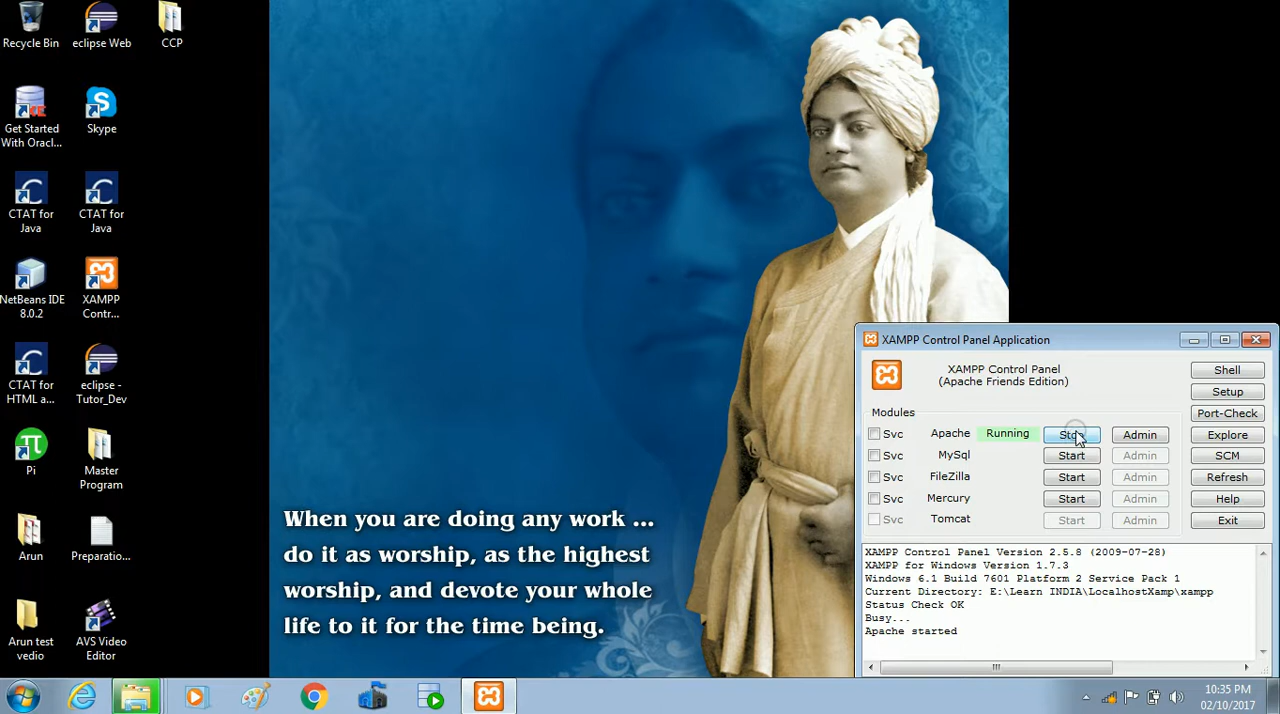 Recycle Bin
eclipse Web
CCP
Get Started
With Oracl...
Skype
CTAT for
Java
CTAT for
Java
NetBeans IDE
8.0.2
XAMPP
Contr...
CTAT for
HTML a...
eclipse -
Tutor_Dev
Pi
Master
Program
Arun
Preparatio...
Arun test
vedio
AVS Video
Editor
When you are doing any work ...
do it as worship, as the highest
worship, and devote your whole
life to it for the time being.
XAMPP Control Panel Application
XAMPP Control Panel
(Apache Friends Edition)
Shell
Setup
Modules
Port-Check
Svc Apache Running Stop Admin Explore
Svc MySql Start Admin SCM
Svc FileZilla Start Admin Refresh
Svc Mercury Start Admin Help
Svc Tomcat Start Admin Exit
XAMPP Control Panel Version 2.5.8 (2009-07-28)
XAMPP for Windows Version 1.7.3
Windows 6.1 Build 7601 Platform 2 Service Pack 1
Current Directory: E:\Learn INDIA\LocalhostXamp\xampp
Status Check OK
Busy...
Apache started
10:35 PM
02/10/2017